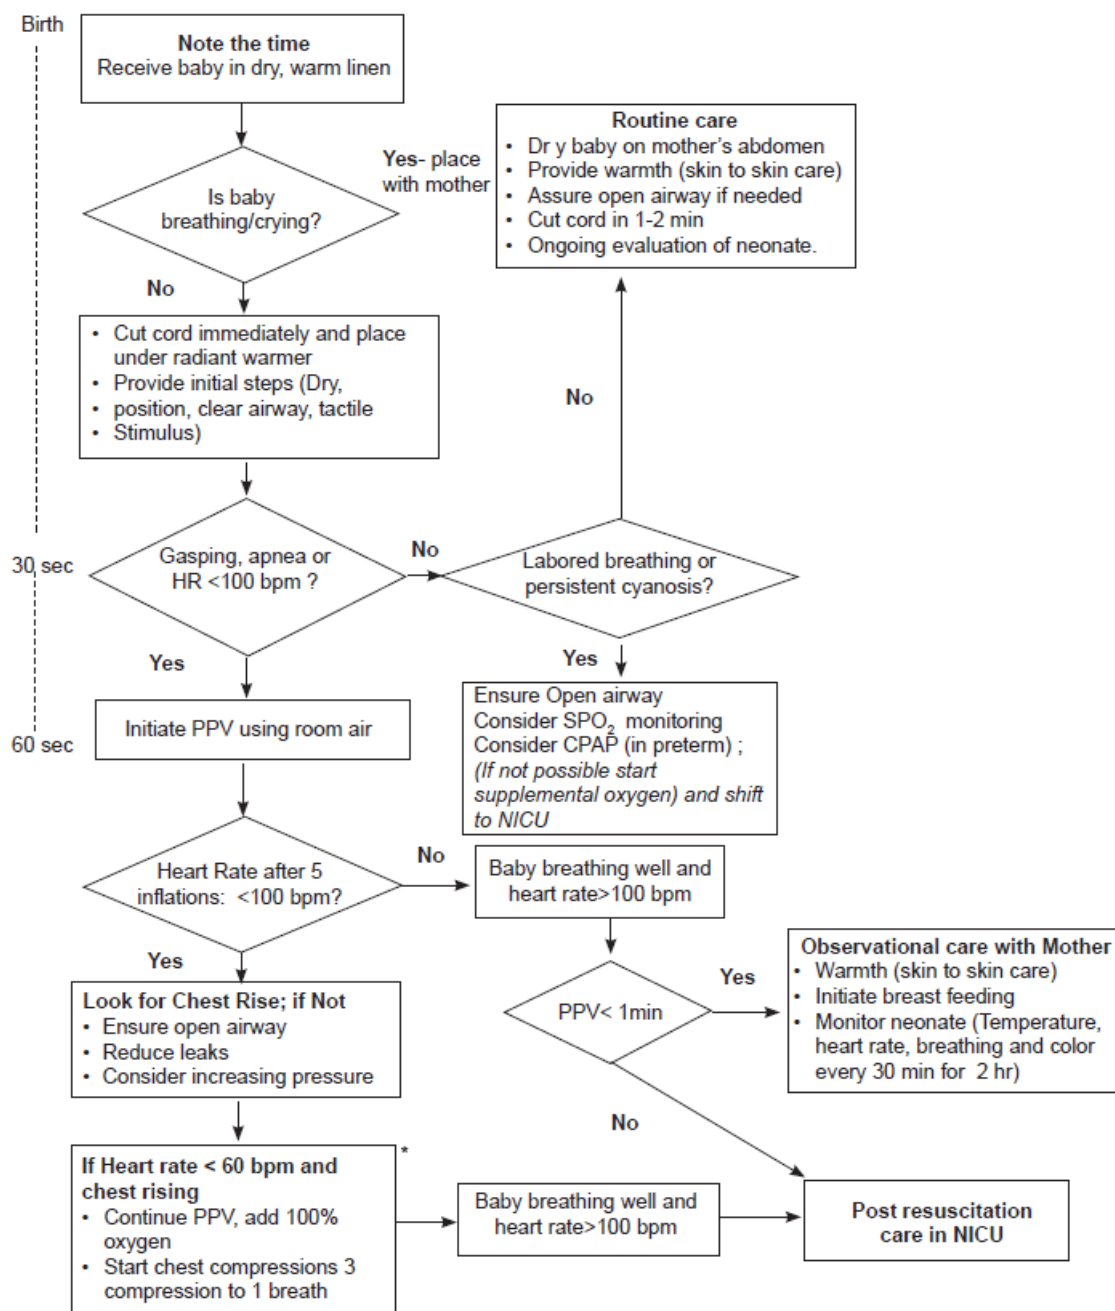 Birth
Note the time
Receive baby in dry, warm linen
Routine care
• Dr y baby on mother's abdomen
• Provide warmth (skin to skin care)
• Assure open airway if needed
• Cut cord in 1-2 min
• Ongoing evaluation of neonate.
Yes- place
with mother
Is baby
breathing/crying?
No
• Cut cord immediately and place
under radiant warmer
• Provide initial steps (Dry,
• position, clear airway, tactile
• Stimulus)
No
30 sec
Gasping, apnea or
HR <100 bpm ?
No
Labored breathing or
persistent cyanosis?
Yes
Yes
Ensure Open airway
Consider SPO₂ monitoring
Consider CPAP (in preterm) ;
(If not possible start
supplemental oxygen) and shift
to NICU
Initiate PPV using room air
60 sec
Heart Rate after 5
inflations: <100 bpm?
No
Baby breathing well and
heart rate>100 bpm
Yes
PPV< 1min
Yes
Observational care with Mother
• Warmth (skin to skin care)
• Initiate breast feeding
• Monitor neonate (Temperature,
heart rate, breathing and color
every 30 min for 2 hr)
Look for Chest Rise; if Not
• Ensure open airway
• Reduce leaks
• Consider increasing pressure
No
*
If Heart rate < 60 bpm and
chest rising
• Continue PPV, add 100%
oxygen
• Start chest compressions 3
compression to 1 breath
Baby breathing well and
heart rate>100 bpm
Post resuscitation
care in NICU